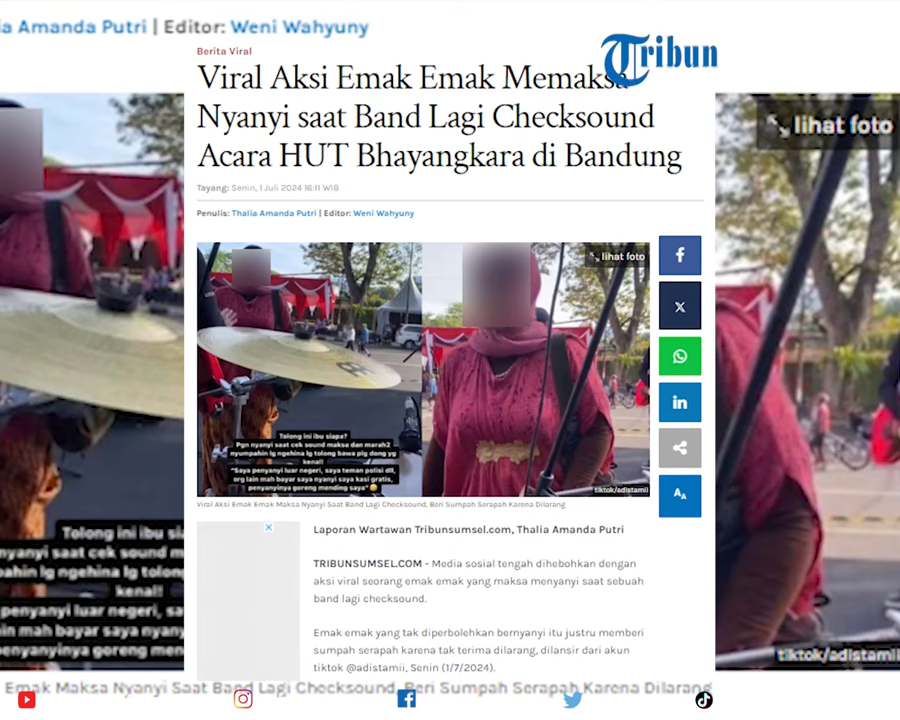 ia Amanda Putri | Editor: Weni Wahyuny
Berita Viral
Tribun
Viral Aksi Emak Emak Memaksa
Nyanyi saat Band Lagi Checksound
Acara HUT Bhayangkara di Bandung
Tayang: Senin, 1 Juli 2024 16:11 WIB
Penulis: Thalia Amanda Putri | Editor: Weni Wahyuny
lihat foto
lihat foto
Tolong ini ibu siapa?
Pgn nyanyi saat cek sound maksa dan marah2
nyumpahin lg ngehina lg tolong bawa plg dong yg
kenal!
"Saya penyanyi luar negeri, saya teman polisi dll,
org lain mah bayar saya nyanyi saya kasi gratis,
penyanyinya goreng mending saya"
tiktok/adistamii
Viral Aksi Emak Emak Maksa Nyanyi Saat Band Lagi Checksound, Beri Sumpah Serapah Karena Dilarang
Laporan Wartawan Tribunsumsel.com, Thalia Amanda Putri
TRIBUNSUMSEL.COM - Media sosial tengah dihebohkan dengan
aksi viral seorang emak emak yang maksa menyanyi saat sebuah
band lagi checksound.
Emak emak yang tak diperbolehkan bernyanyi itu justru memberi
sumpah serapah karena tak terima dilarang, dilansir dari akun
tiktok @adistamii, Senin (1/7/2024).
Tolong ini ibu sia
nyanyi saat cek sound m
pahin lg ngehina lg tolong
kenal!
penyanyi luar negeri, sa
ain mah bayar saya nyany
penyanyinya goreng men
tiktok/adistamii
Emak Maksa Nyanyi Saat Band Lagi Checksound, Beri Sumpah Serapah Karena Dilarang